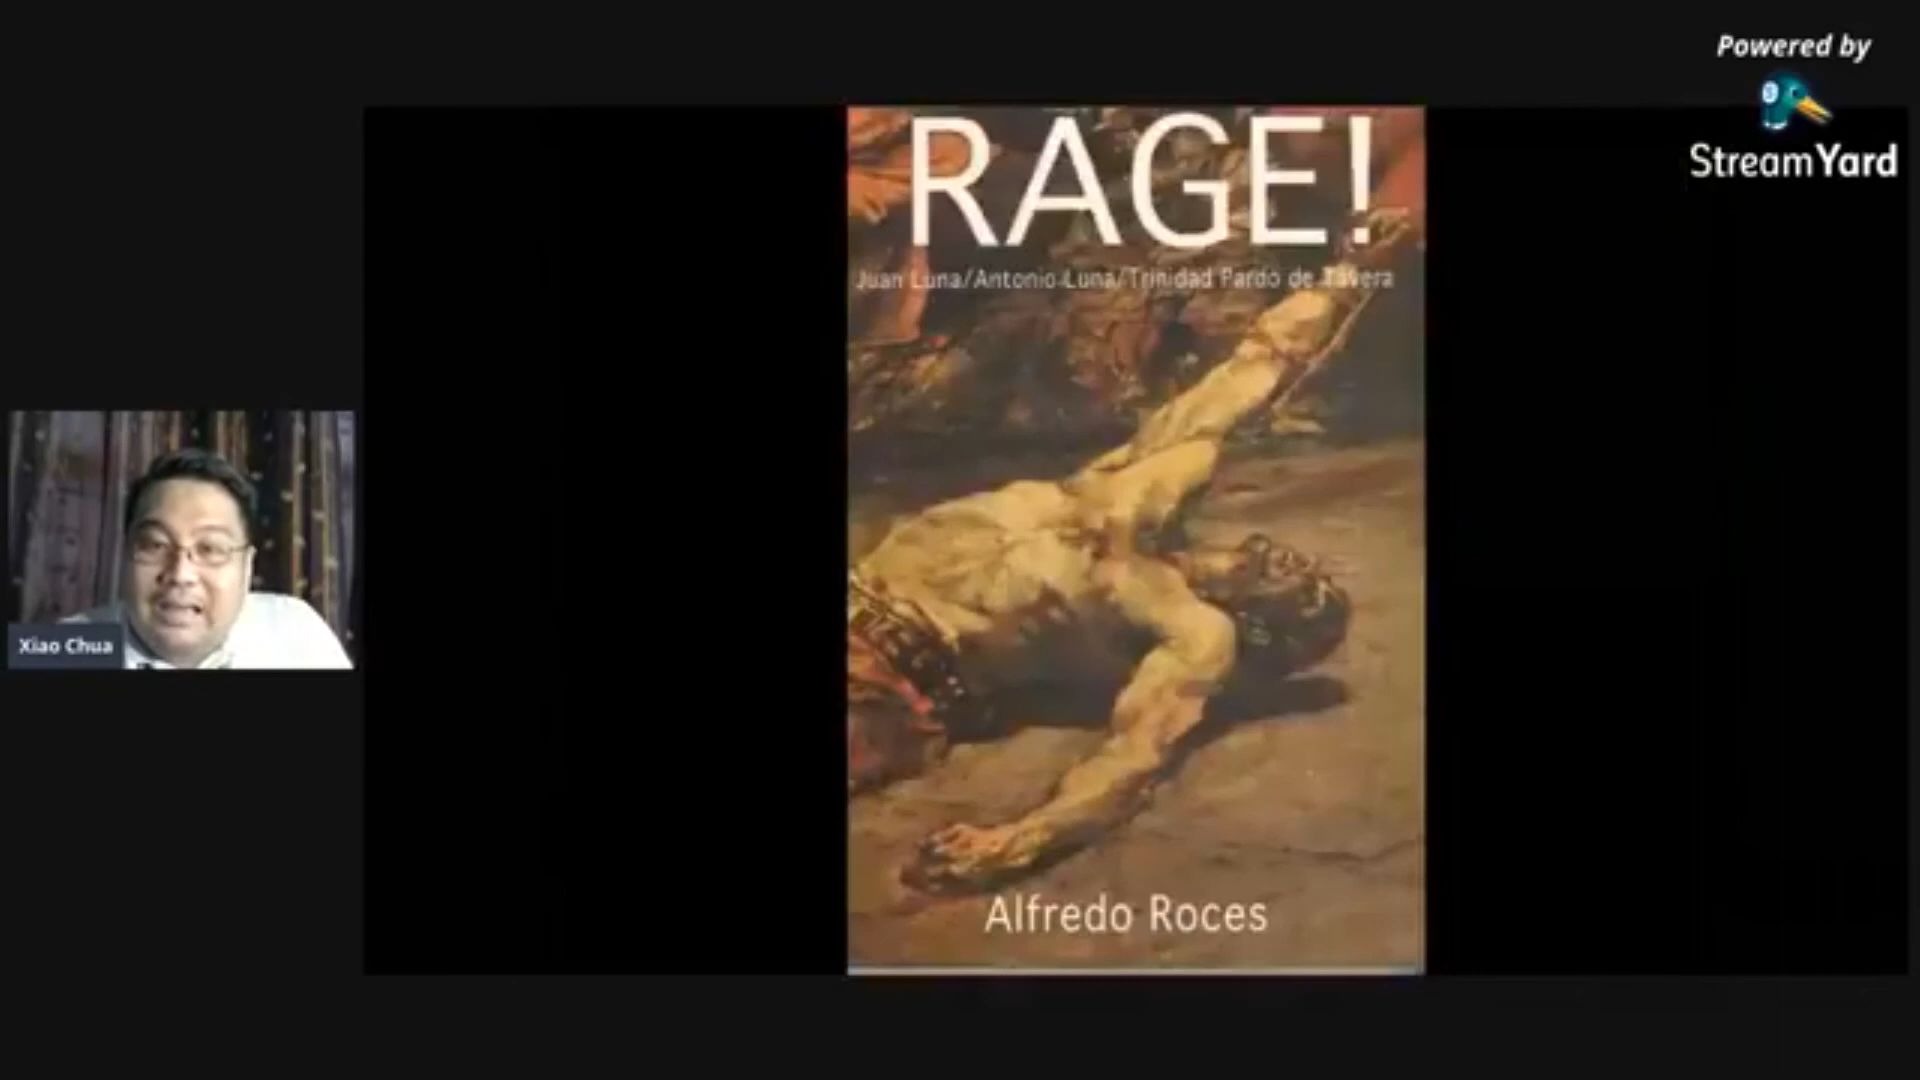 Powered by
StreamYard
RAGE!
Juan Luna/Antonio Luna/Trinidad Pardo de Tavera
Xiao Chua
Alfredo Roces